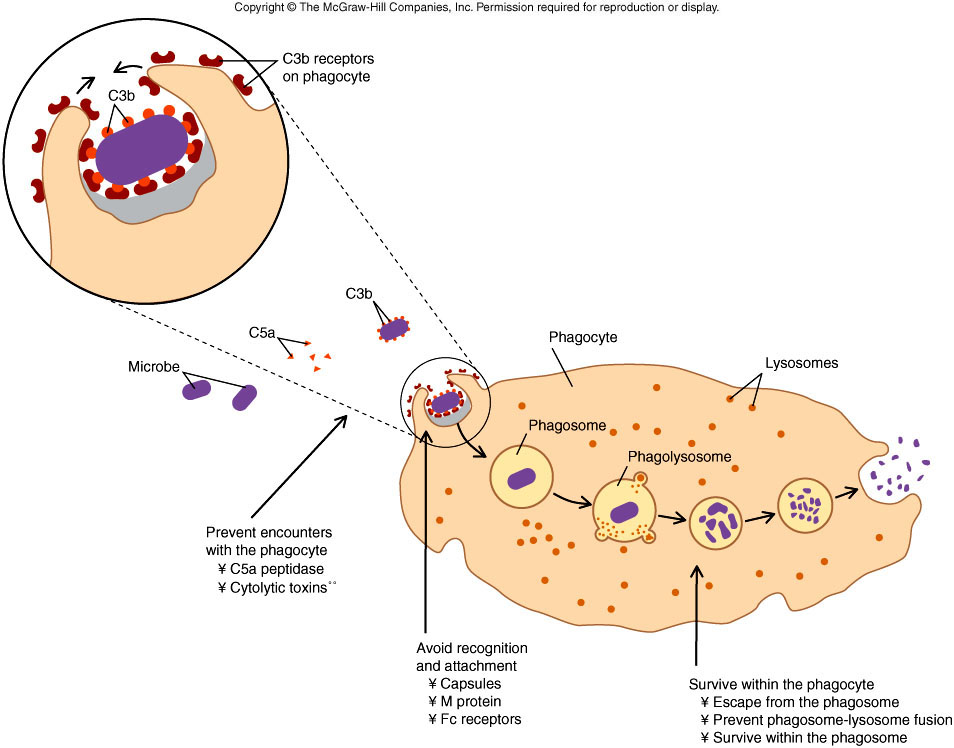 Copyright © The McGraw-Hill Companies, Inc. Permission required for reproduction or display.
C3b receptors
on phagocyte
C3b
C3b
C5a
Microbe
Phagocyte
Lysosomes
Phagosome
Phagolysosome
Prevent encounters
with the phagocyte
¥ C5a peptidase
¥ Cytolytic toxins°°
Avoid recognition
and attachment
¥ Capsules
¥ M protein
¥ Fc receptors
Survive within the phagocyte
¥ Escape from the phagosome
¥ Prevent phagosome-lysosome fusion
¥ Survive within the phagosome